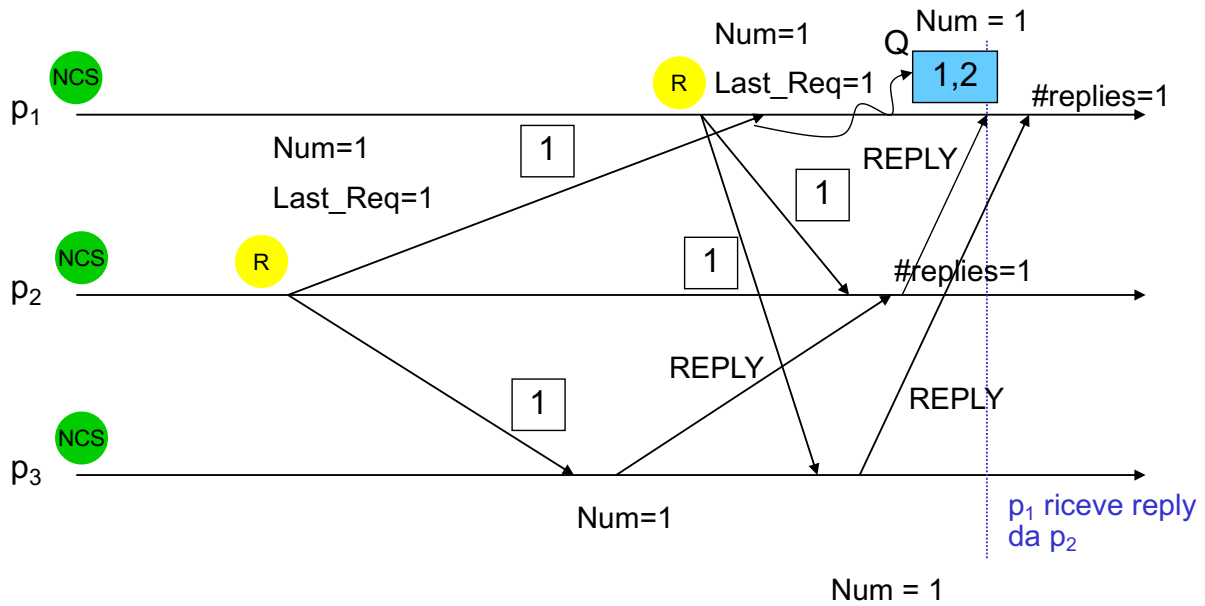 Num = 1
Num=1
Q
NCS
R
1,2
Last_Req=1
#replies=1
p1
1
Num=1
REPLY
Last_Req=1
1
NCS
R
1
#replies=1
p2
REPLY
1
REPLY
NCS
p3
p1 riceve reply
da p2
Num=1
Num = 1